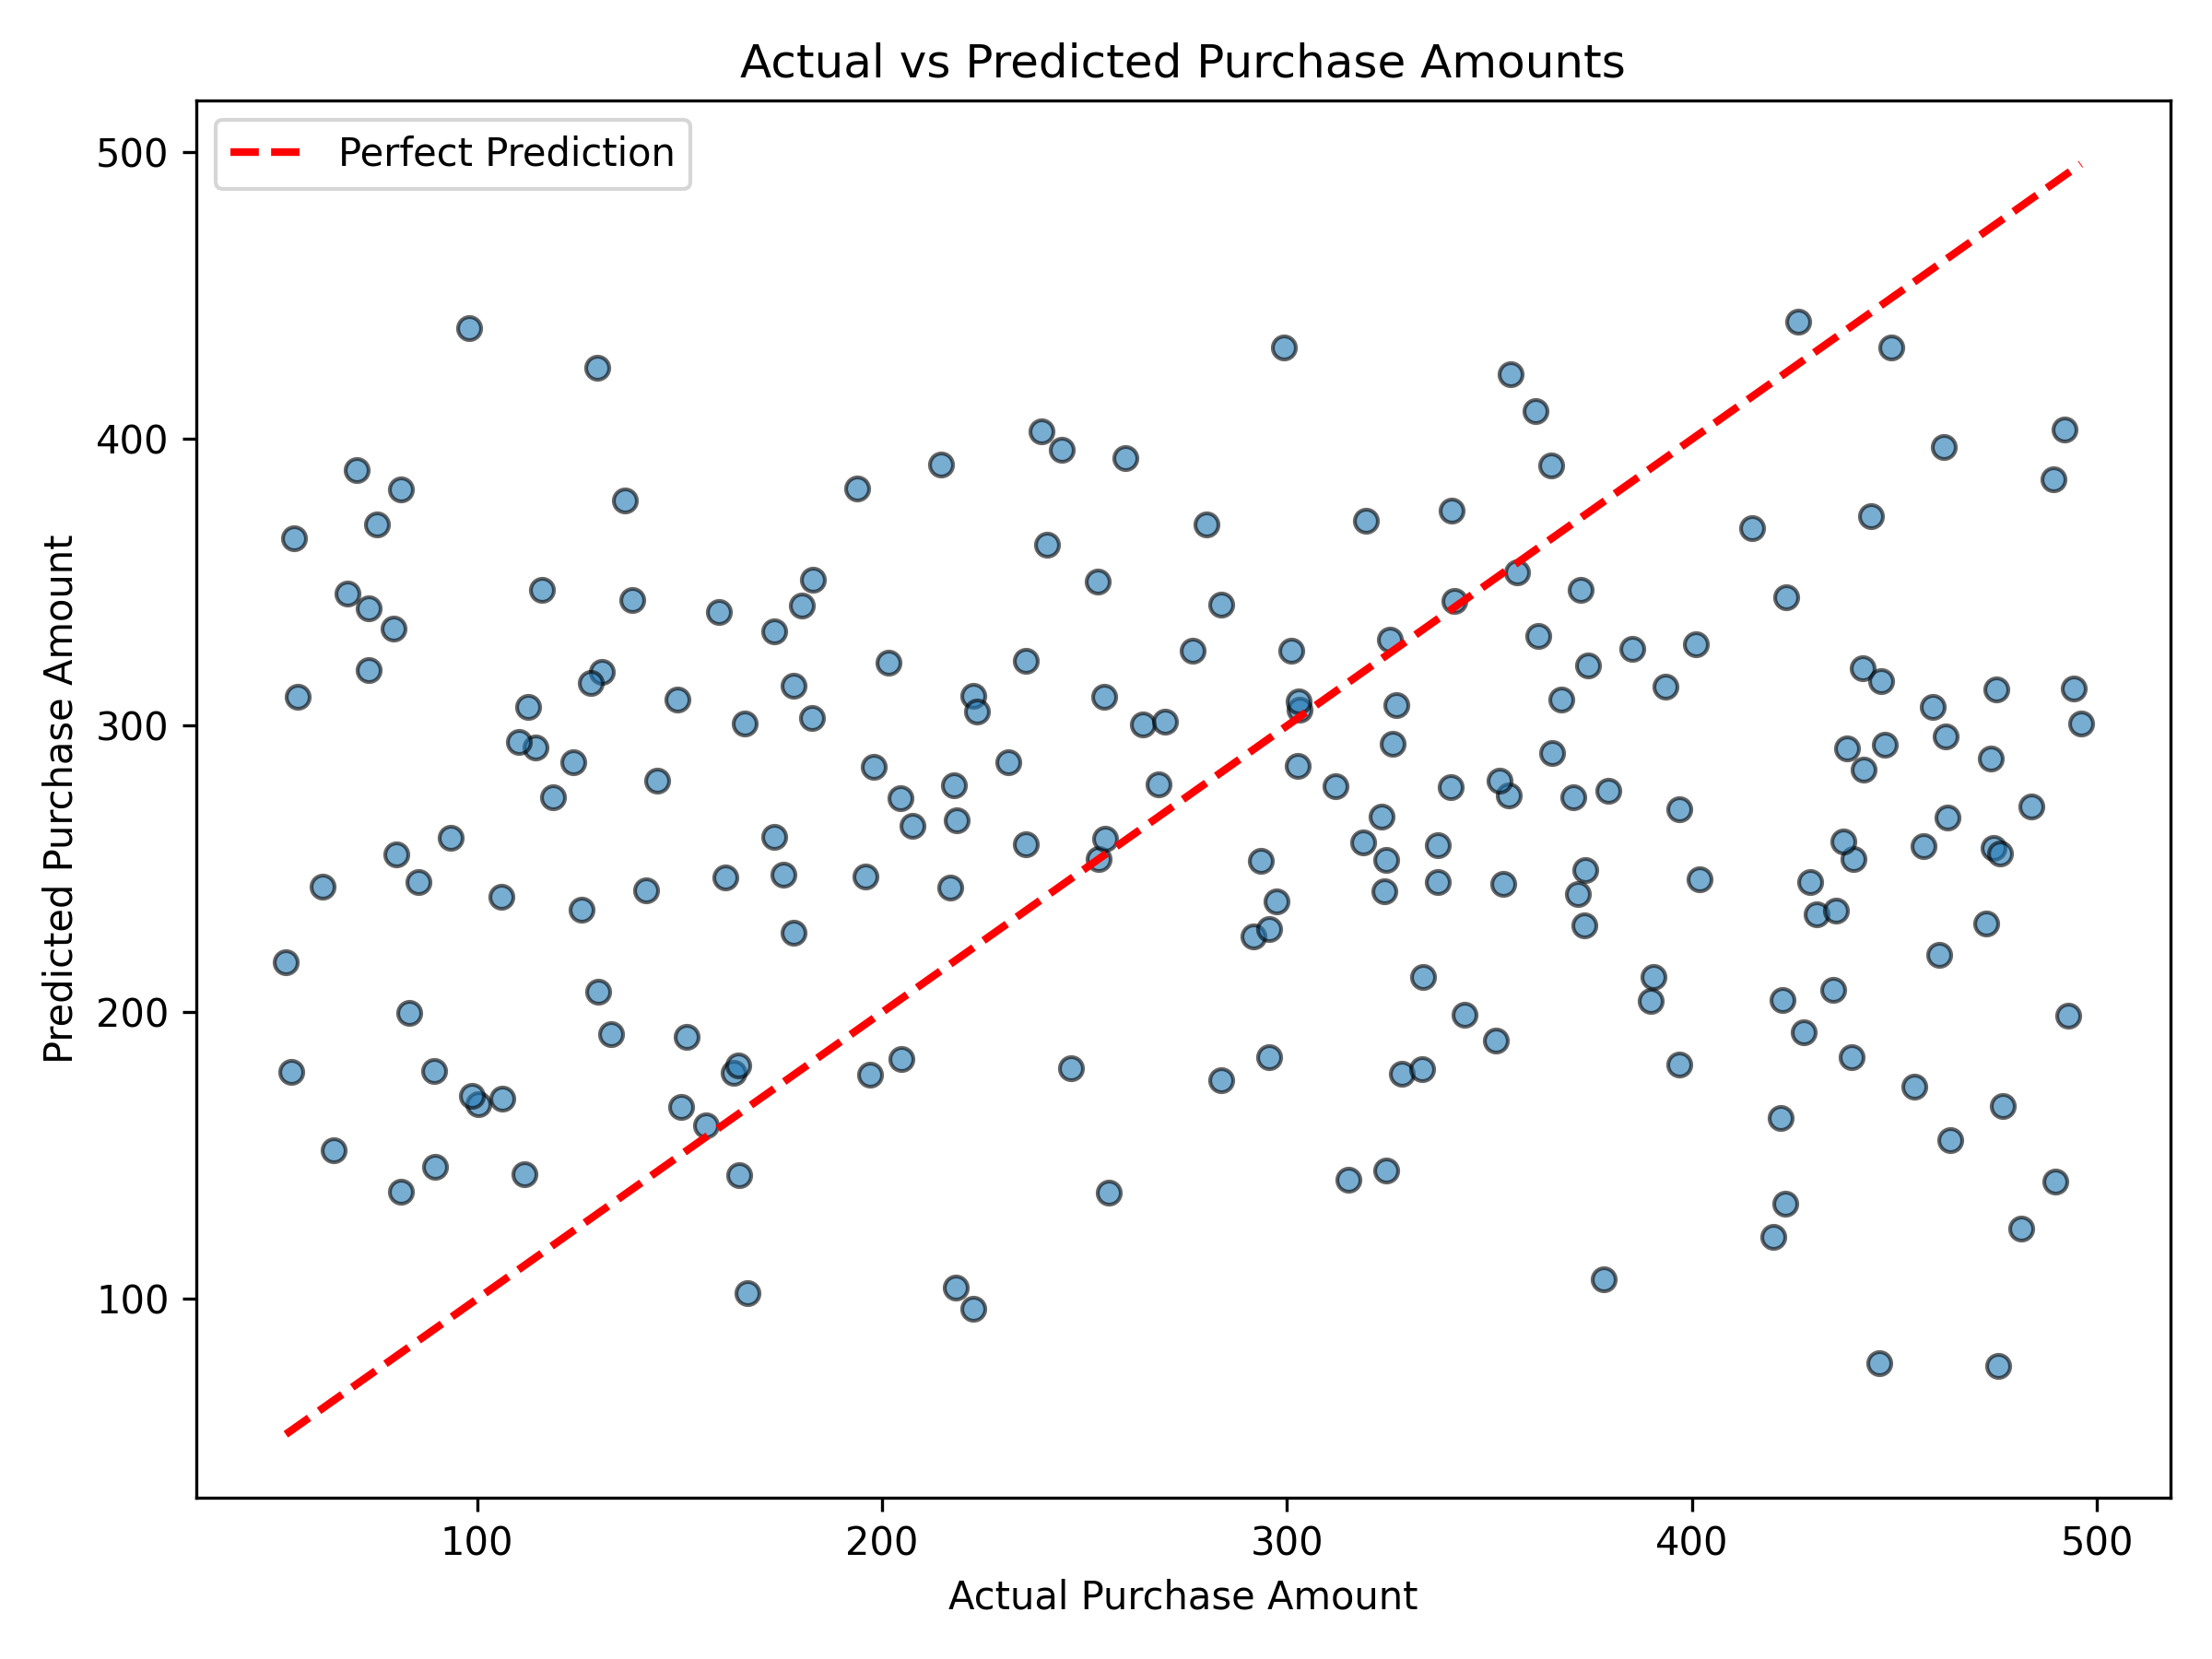 Actual vs Predicted Purchase Amounts
Perfect Prediction
500
400
300
200
100
Predicted Purchase Amount
100
200
300
400
500
Actual Purchase Amount